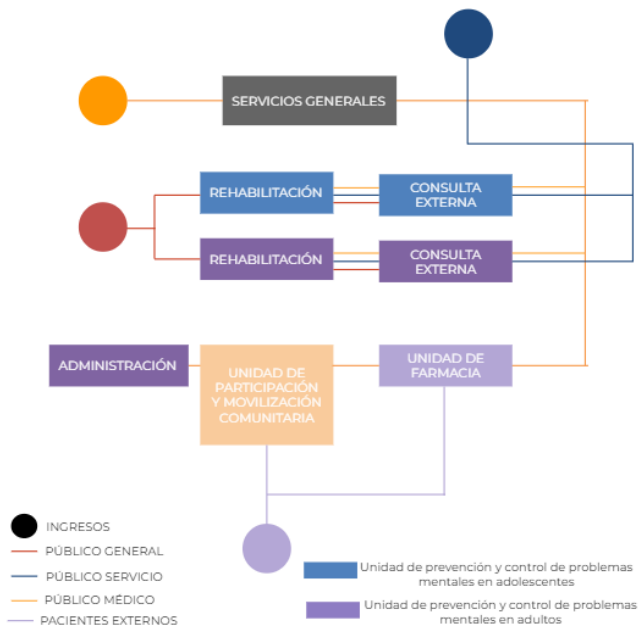 SERVICIOS GENERALES
REHABILITACIÓN
CONSULTA
EXTERNA
REHABILITACIÓN
CONSULTA
EXTERNA
ADMINISTRACIÓN
UNIDAD DE
PARTICIPACIÓN
Y MOVILIZACIÓN
COMUNITARIA
UNIDAD DE
FARMACIA
INGRESOS
PÚBLICO GENERAL
PÚBLICO SERVICIO
PÚBLICO MÉDICO
PACIENTES EXTERNOS
Unidad de prevención y control de problemas
mentales en adolescentes
Unidad de prevención y control de problemas
mentales en adultos